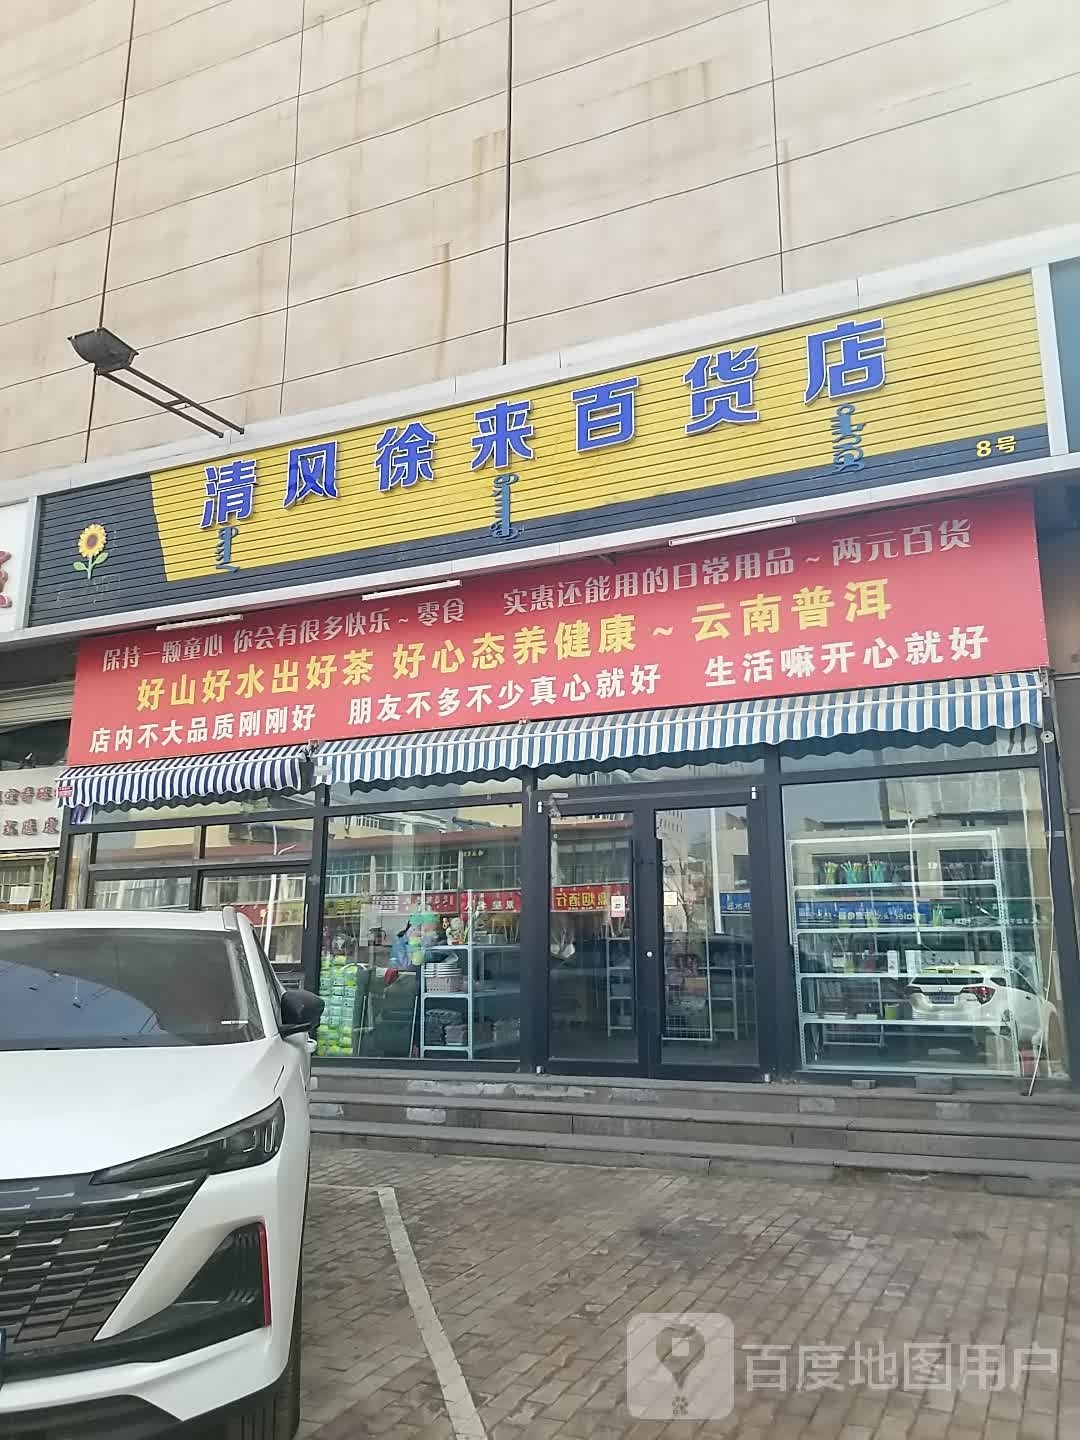 清风徐来百货店
8号
保持一颗童心 你会有很多快乐~零食 实惠还能用的日常用品~两元百货
好山好水出好茶 好心态养健康~云南普洱
店内不大品质刚刚好 朋友不多不少真心就好 生活嘛开心就好
烟酒行
百度地图用户